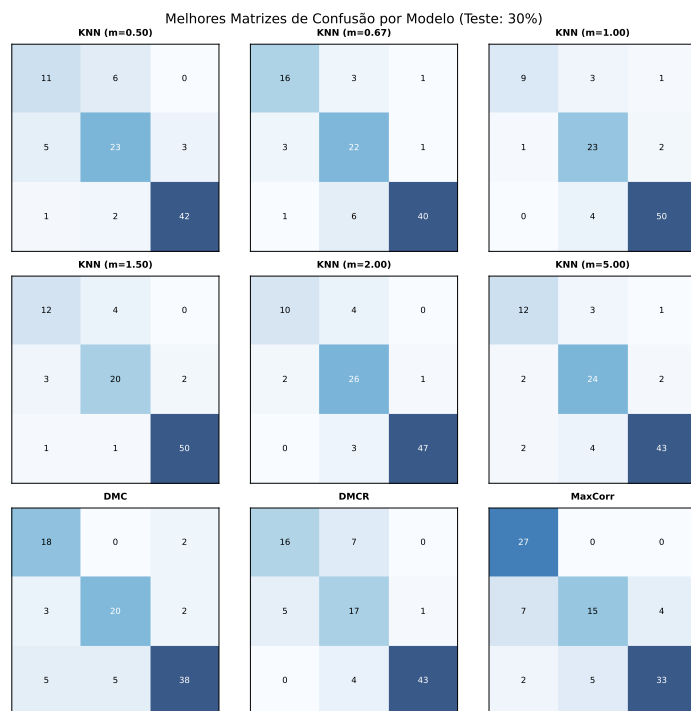 Melhores Matrizes de Confusão por Modelo (Teste: 30%)
KNN (m=0.50) KNN (m=0.67) KNN (m=1.00)
11 6 0 16 3 1 9 3 1
5 23 3 3 22 1 1 23 2
1 2 42 1 6 40 0 4 50
KNN (m=1.50) KNN (m=2.00) KNN (m=5.00)
12 4 0 10 4 0 12 3 1
3 20 2 2 26 1 2 24 2
1 1 50 0 3 47 2 4 43
DMC DMCR MaxCorr
18 0 2 16 7 0 27 0 0
3 20 2 5 17 1 7 15 4
5 5 38 0 4 43 2 5 33